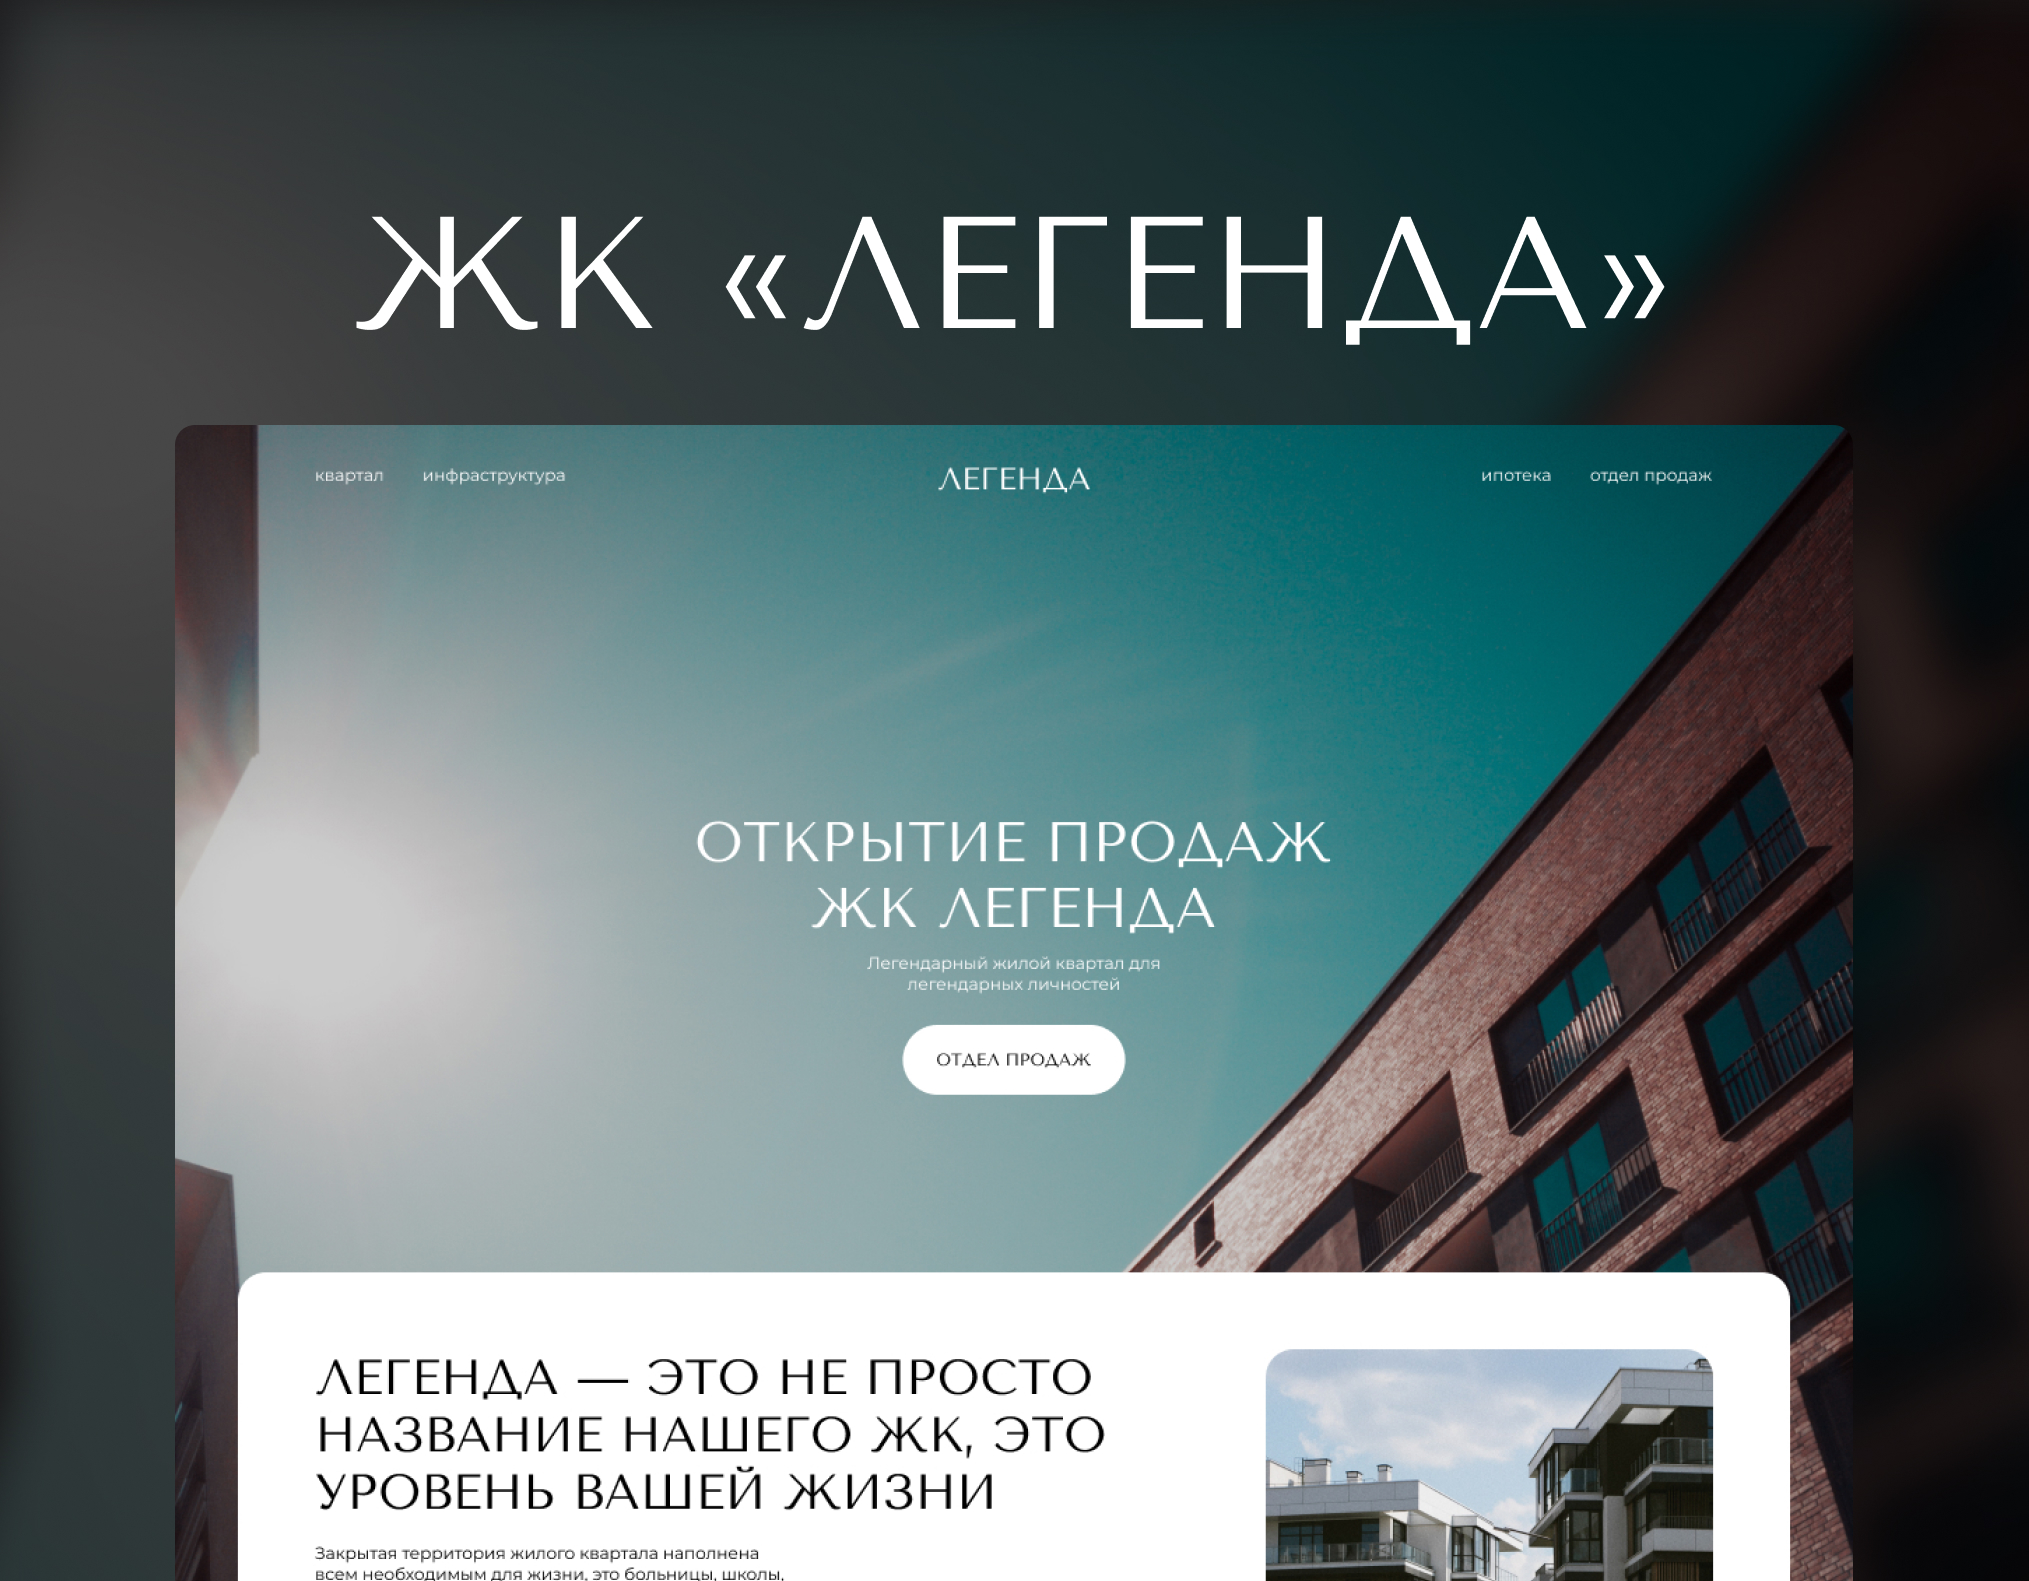 ЖК «ЛЕГЕНДА»
квартал инфраструктура ЛЕГЕНДА ипотека отдел продаж
ОТКРЫТИЕ ПРОДАЖ
ЖК ЛЕГЕНДА
Легендарный жилой квартал для
легендарных личностей
ОТДЕЛ ПРОДАЖ
ЛЕГЕНДА — ЭТО НЕ ПРОСТО
НАЗВАНИЕ НАШЕГО ЖК, ЭТО
УРОВЕНЬ ВАШЕЙ ЖИЗНИ
Закрытая территория жилого квартала наполнена
всем необходимым для жизни, это больницы, школы,